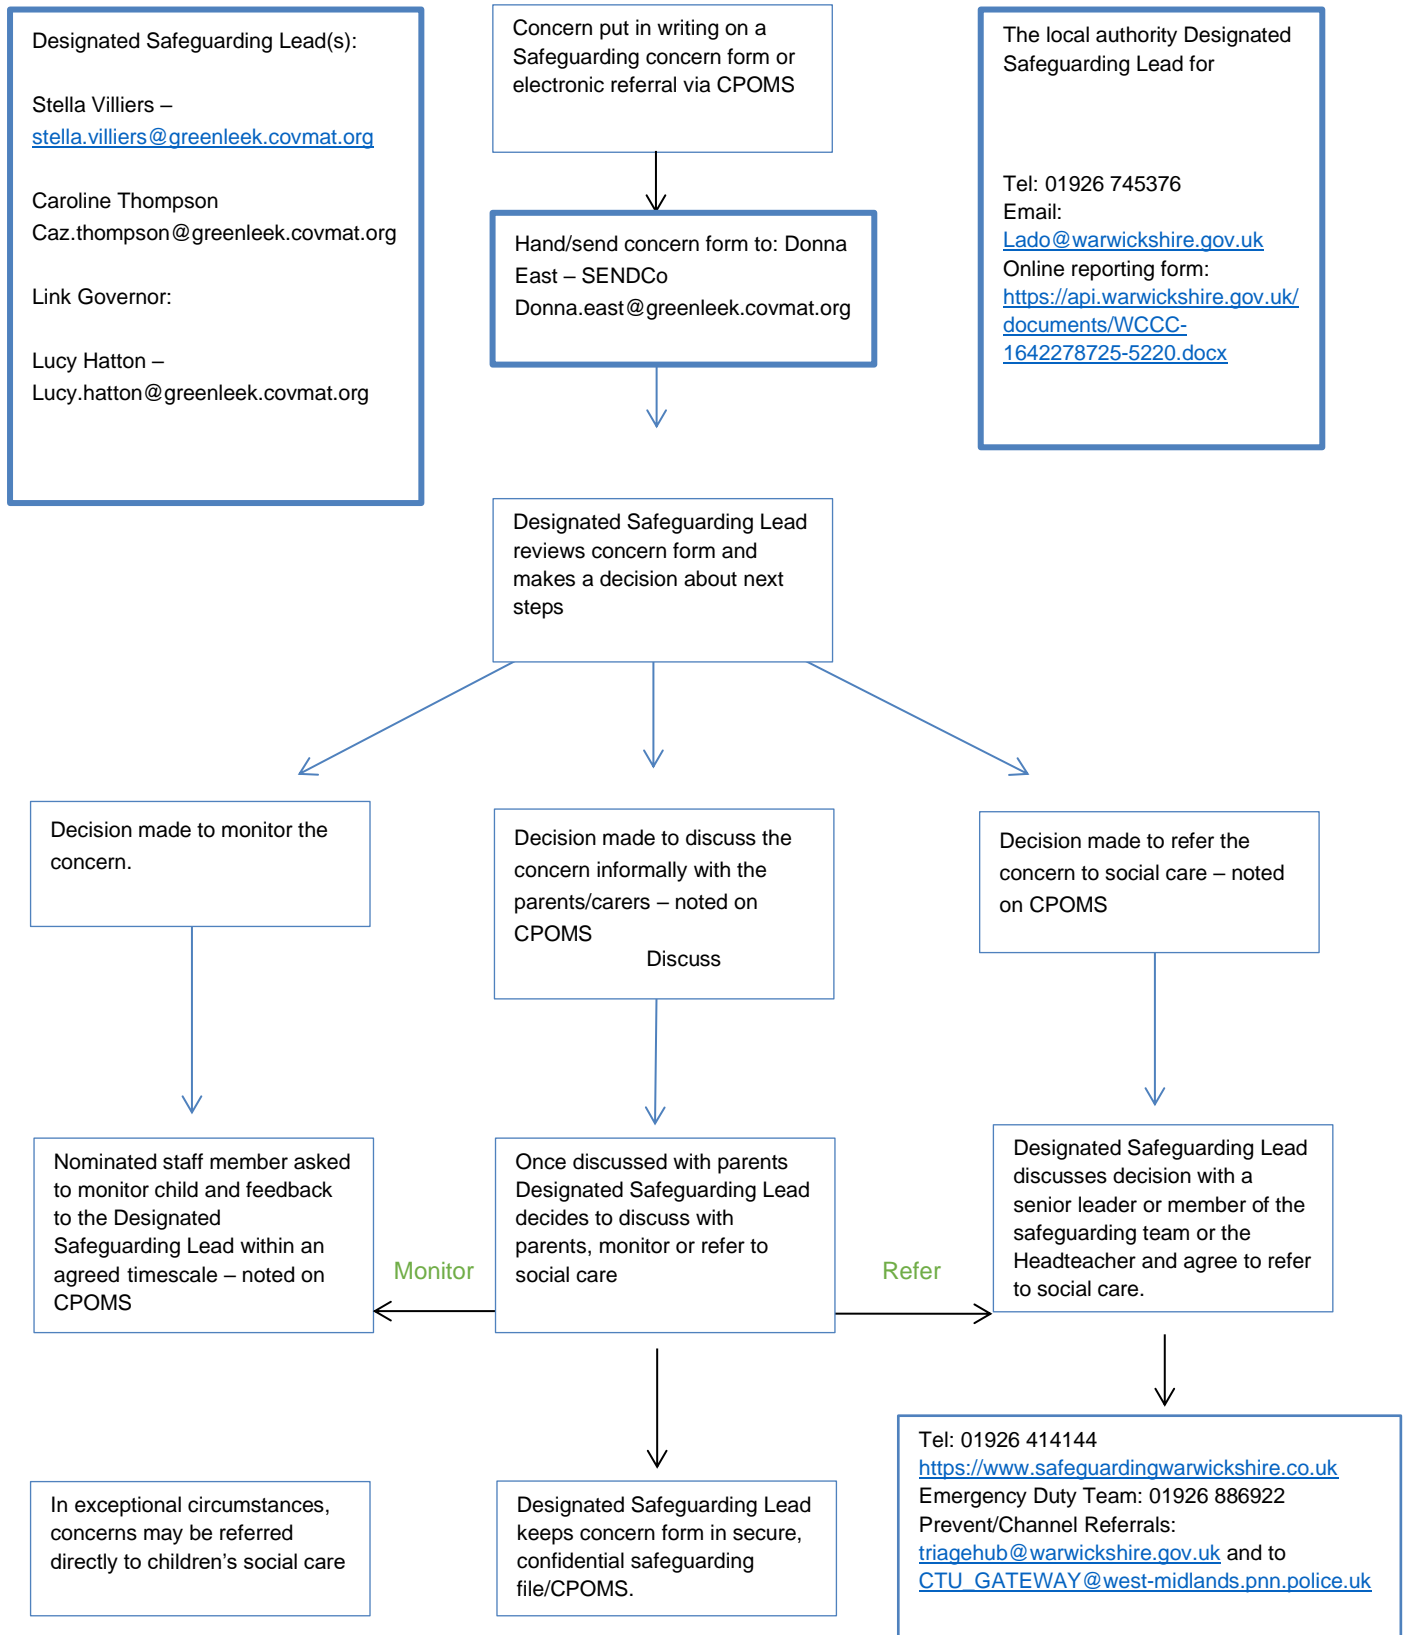 Designated Safeguarding Lead(s):
Stella Villiers –
stella.villiers@greenleek.covmat.org
Caroline Thompson
Caz.thompson@greenleek.covmat.org
Link Governor:
Lucy Hatton –
Lucy.hatton@greenleek.covmat.org
Concern put in writing on a
Safeguarding concern form or
electronic referral via CPOMS
The local authority Designated
Safeguarding Lead for
Tel: 01926 745376
Email:
Lado@warwickshire.gov.uk
Online reporting form:
https://api.warwickshire.gov.uk/
documents/WCCC-
1642278725-5220.docx
Hand/send concern form to: Donna
East – SENDCo
Donna.east@greenleek.covmat.org
Designated Safeguarding Lead
reviews concern form and
makes a decision about next
steps
Decision made to monitor the
concern.
Decision made to discuss the
concern informally with the
parents/carers – noted on
CPOMS
Discuss
Decision made to refer the
concern to social care – noted
on CPOMS
Nominated staff member asked
to monitor child and feedback
to the Designated
Safeguarding Lead within an
agreed timescale – noted on
CPOMS
Monitor
Once discussed with parents
Designated Safeguarding Lead
decides to discuss with
parents, monitor or refer to
social care
Refer
Designated Safeguarding Lead
discusses decision with a
senior leader or member of the
safeguarding team or the
Headteacher and agree to refer
to social care.
In exceptional circumstances,
concerns may be referred
directly to children’s social care
Designated Safeguarding Lead
keeps concern form in secure,
confidential safeguarding
file/CPOMS.
Tel: 01926 414144
https://www.safeguardingwarwickshire.co.uk
Emergency Duty Team: 01926 886922
Prevent/Channel Referrals:
triagehub@warwickshire.gov.uk and to
CTU_GATEWAY@west-midlands.pnn.police.uk